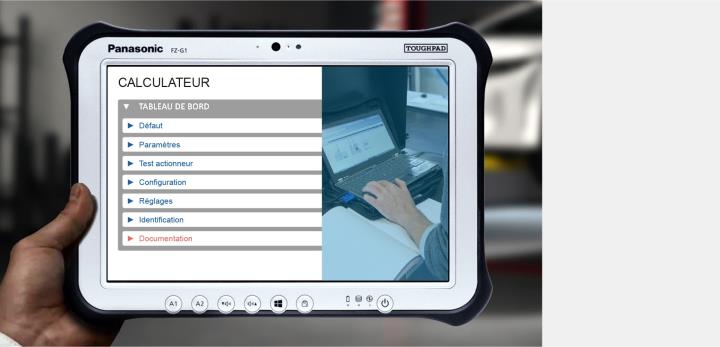 Panasonic FZ-G1
TOUGHPAD
CALCULATEUR
TABLEAU DE BORD
Défaut
Paramètres
Test actionneur
Configuration
Réglages
Identification
Documentation
A1 A2